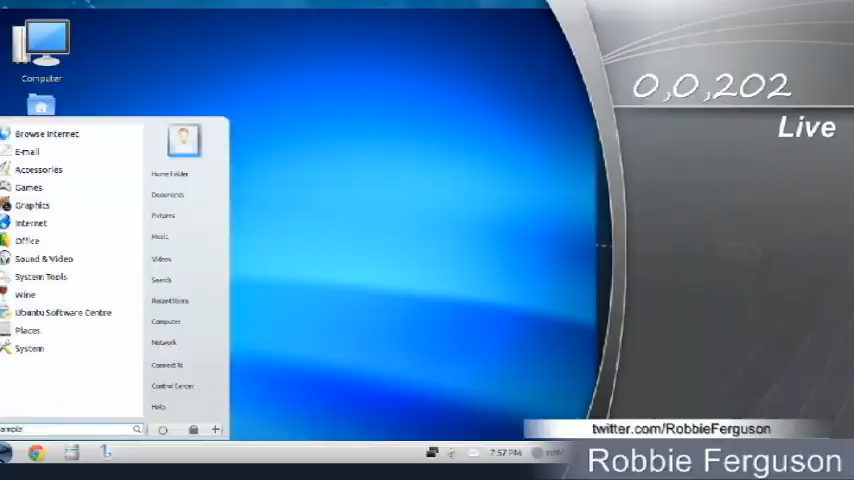 Computer
Browse Internet
E-mail
Accessories
Games
Graphics
Internet
Office
Sound & Video
System Tools
Wine
Ubuntu Software Centre
Places
System
Home Folder
Documents
Pictures
Music
Videos
Search
Recent Items
Computer
Network
Connect To
Control Center
Help
7:57 PM
0,0,202
Live
twitter.com/RobbieFerguson
Robbie Ferguson